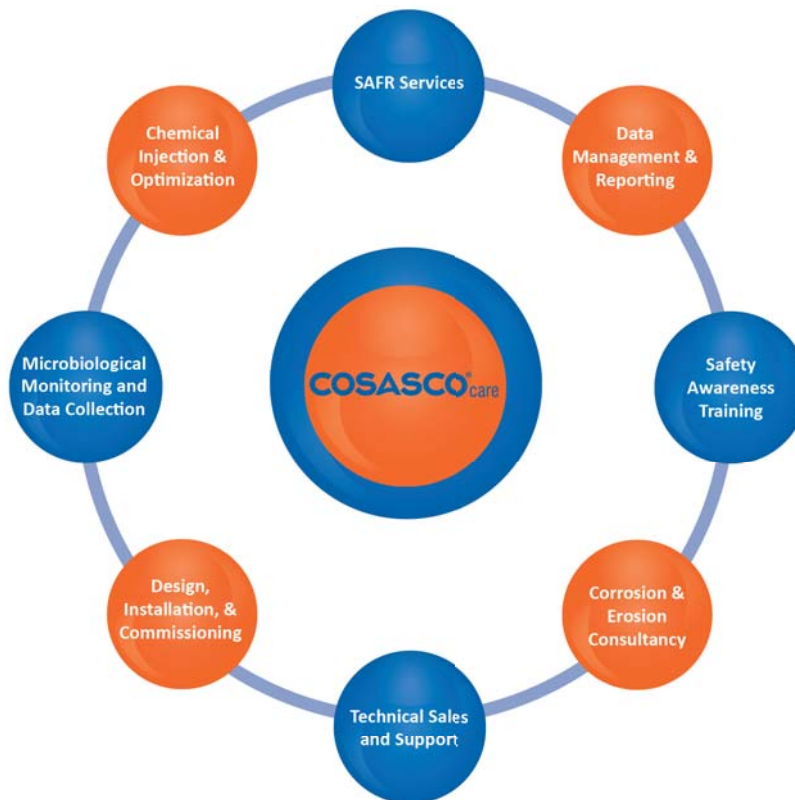 SAFR Services
Data
Management &
Reporting
Safety
Awareness
Training
Corrosion &
Erosion
Consultancy
Technical Sales
and Support
Design,
Installation, &
Commissioning
Microbiological
Monitoring and
Data Collection
Chemical
Injection &
Optimization
COSASCO® care